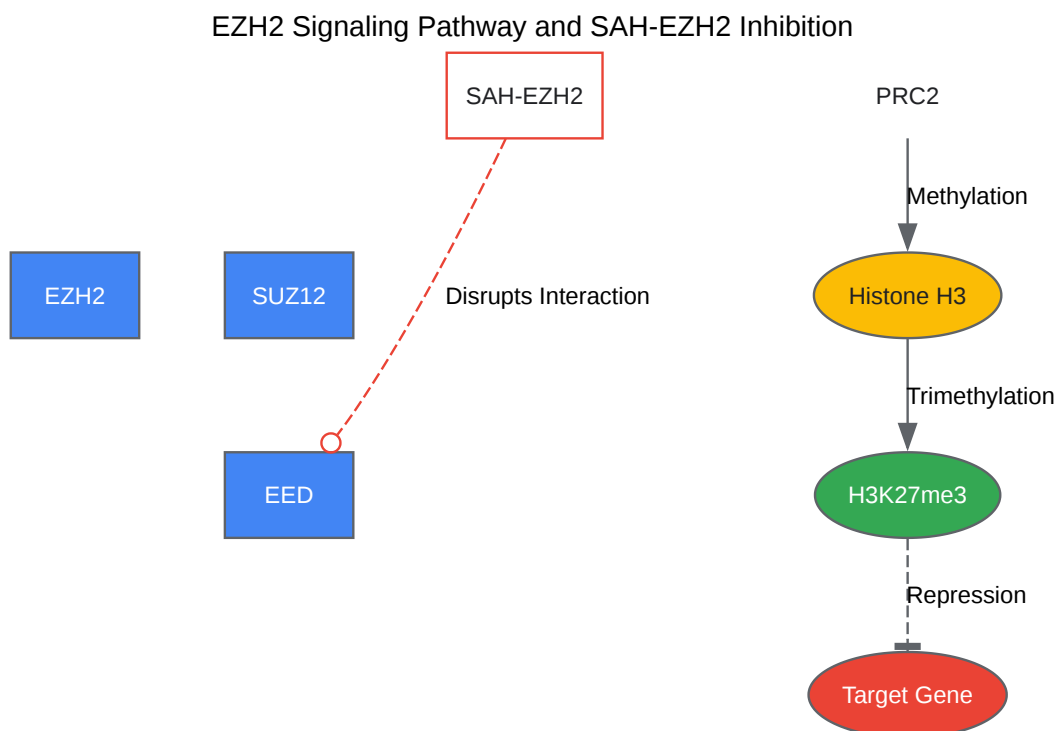 EZH2 Signaling Pathway and SAH-EZH2 Inhibition
SAH-EZH2
PRC2
Methylation
EZH2
SUZ12
Disrupts Interaction
Histone H3
Trimethylation
EED
H3K27me3
Repression
Target Gene